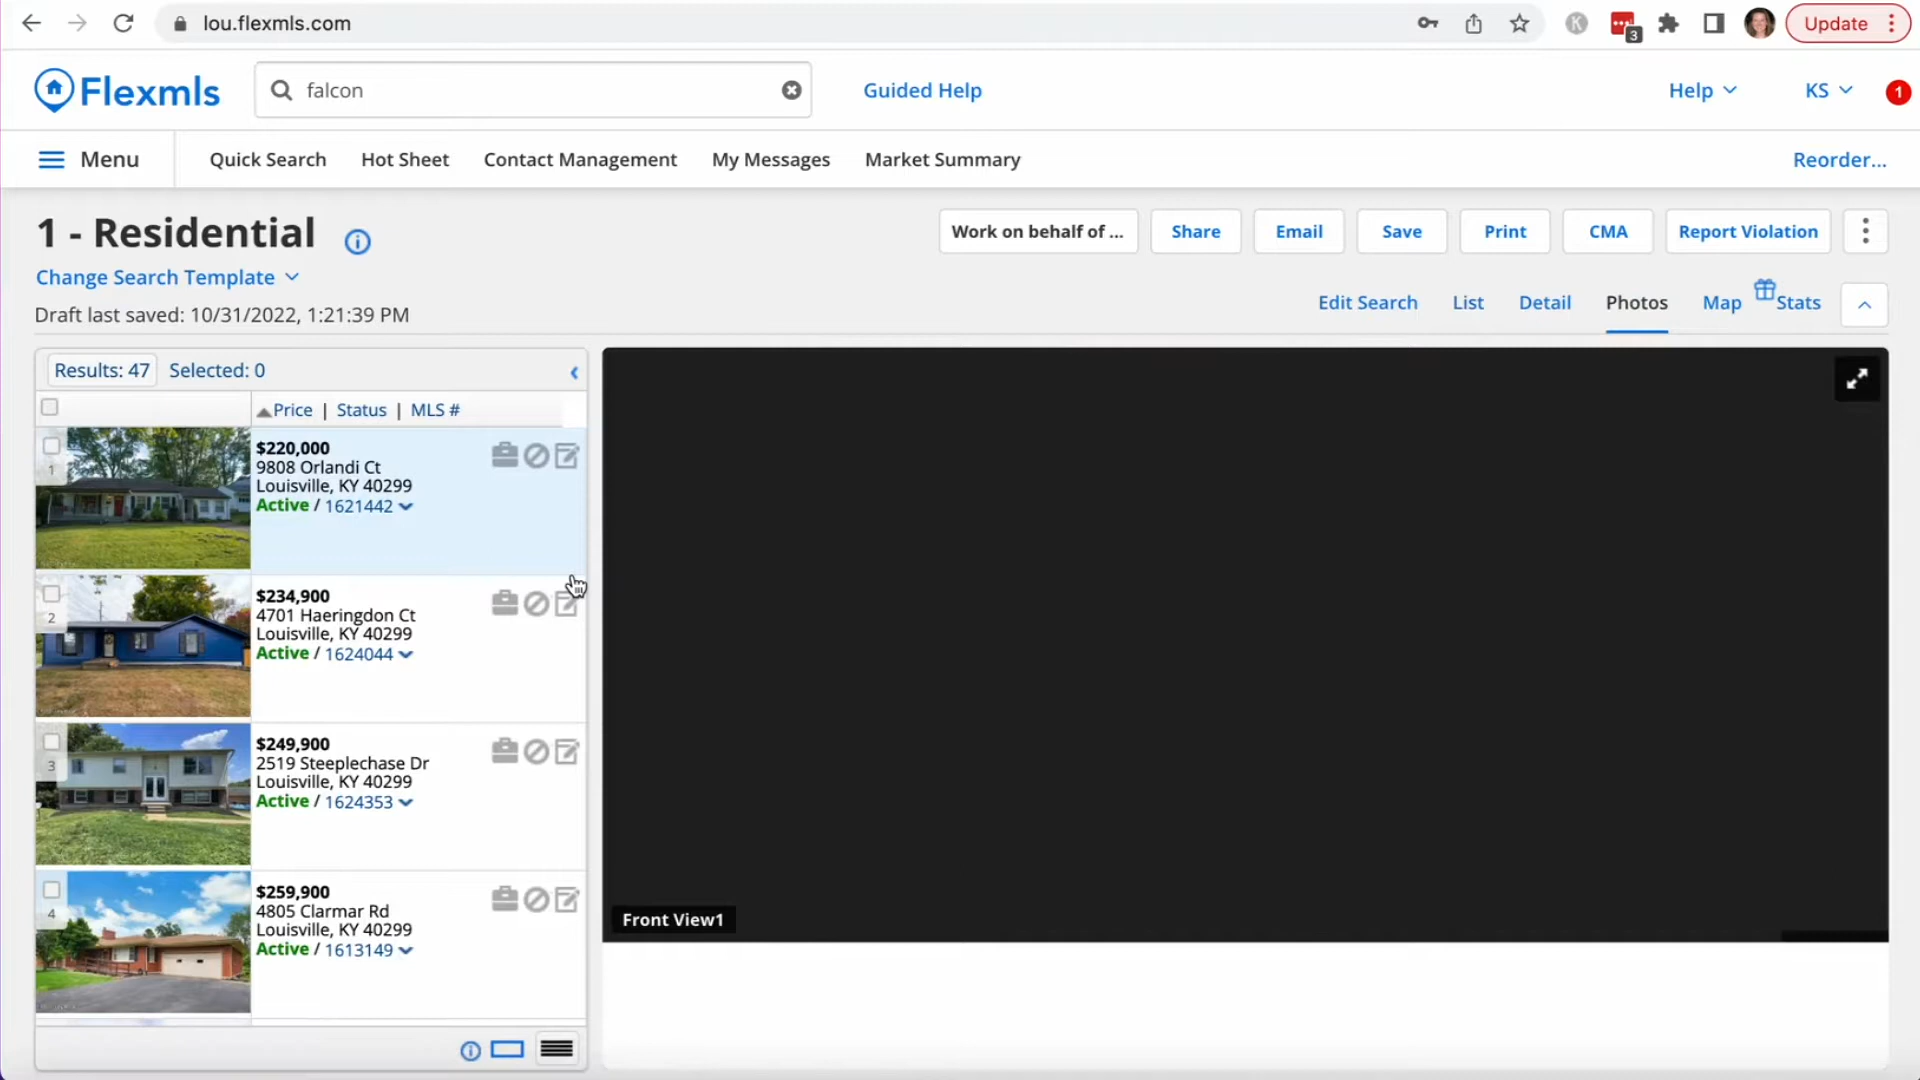 lou.flexmls.com
K
3
Update
Flexmls
falcon
Guided Help
Help
KS
1
Menu
Quick Search
Hot Sheet
Contact Management
My Messages
Market Summary
Reorder...
1 - Residential
Work on behalf of ...
Share
Email
Save
Print
CMA
Report Violation
Change Search Template
Draft last saved: 10/31/2022, 1:21:39 PM
Edit Search
List
Detail
Photos
Map
Stats
Results: 47
Selected: 0
Price | Status | MLS #
1
$220,000
9808 Orlandi Ct
Louisville, KY 40299
Active / 1621442
2
$234,900
4701 Haeringdon Ct
Louisville, KY 40299
Active / 1624044
3
$249,900
2519 Steeplechase Dr
Louisville, KY 40299
Active / 1624353
4
$259,900
4805 Clarmar Rd
Louisville, KY 40299
Active / 1613149
Front View1